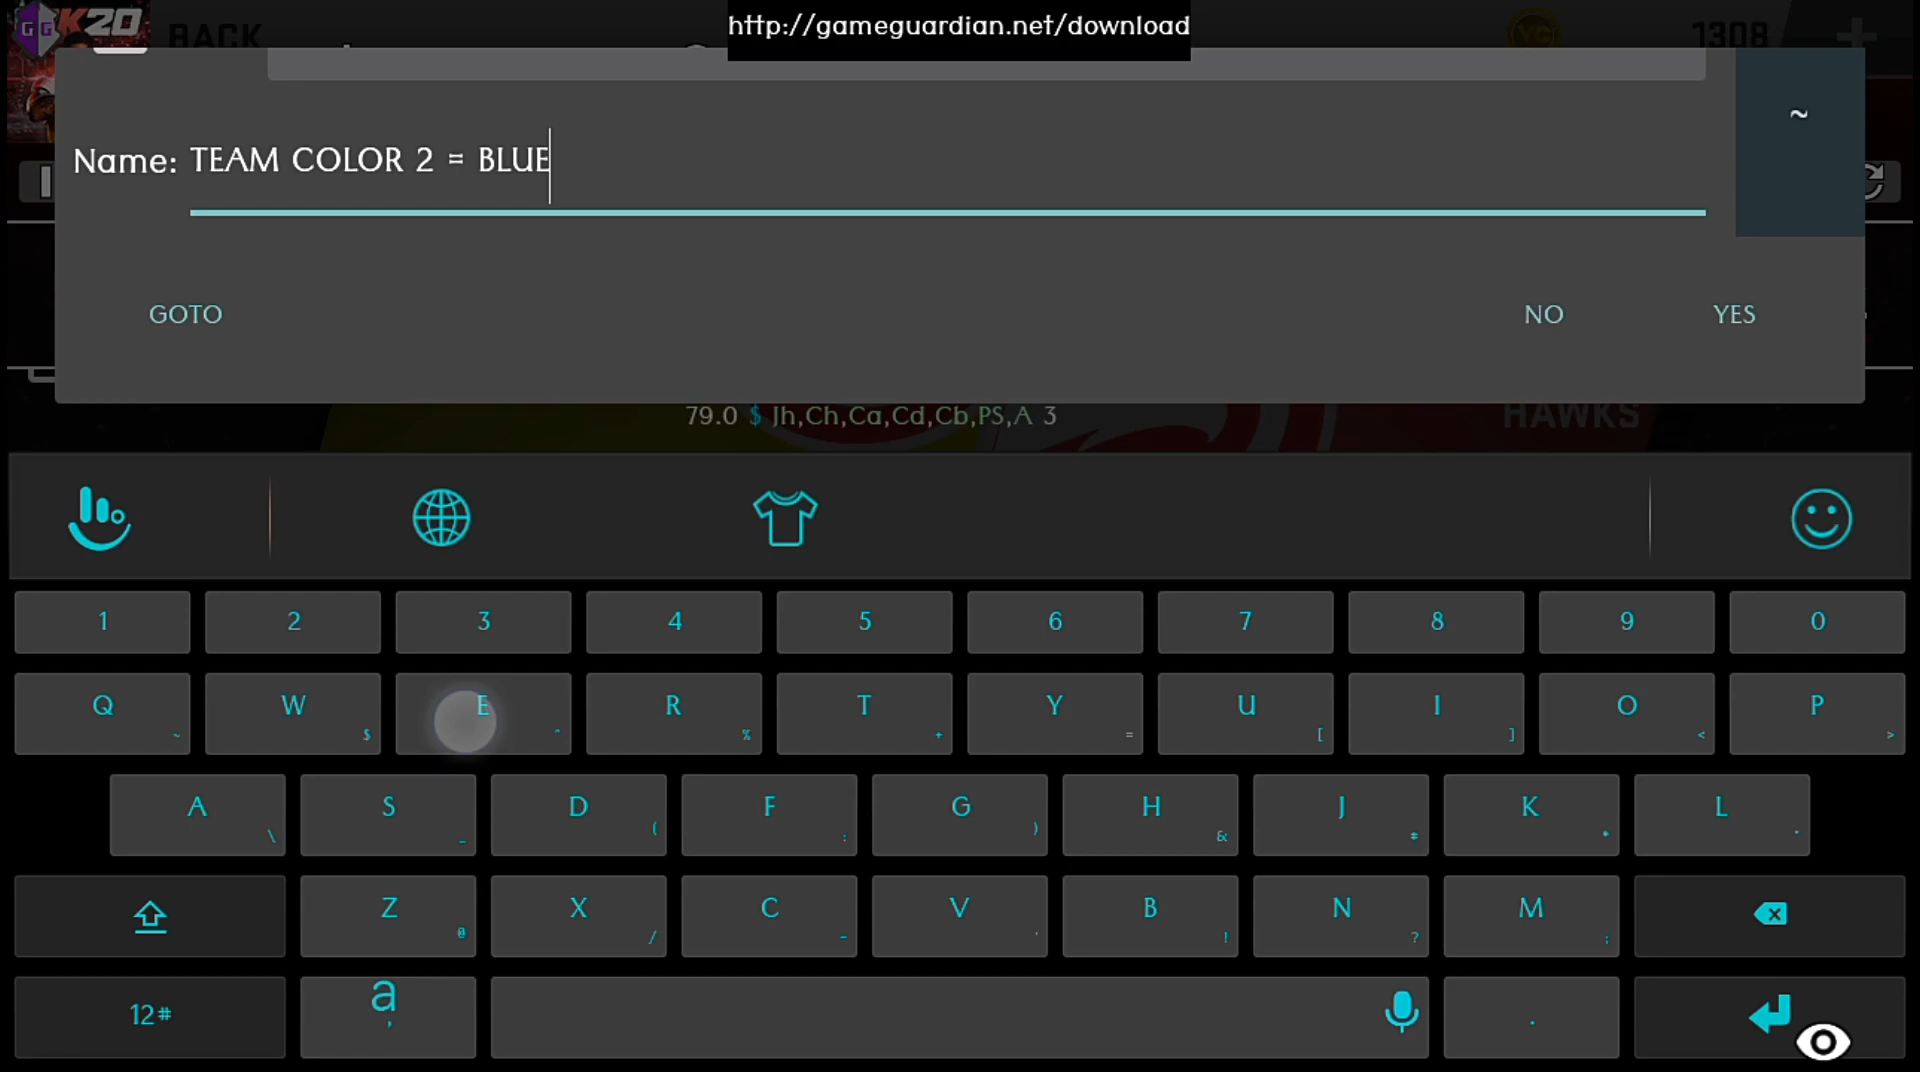 http://gameguardian.net/download
K20
BACK
1308
Name: TEAM COLOR 2 = BLUE
~
GOTO
NO
YES
79.0 $ Jh,Ch,Ca,Cd,Cb,PS,A 3
HAWKS
1 2 3 4 5 6 7 8 9 0
Q ~ W $ E ^ R % T + Y = U [ I ] O < P >
A \ S _ D ( F : G ) H & J # K * L
Z @ X / C - V ' B ! N ? M ;
12# a , .